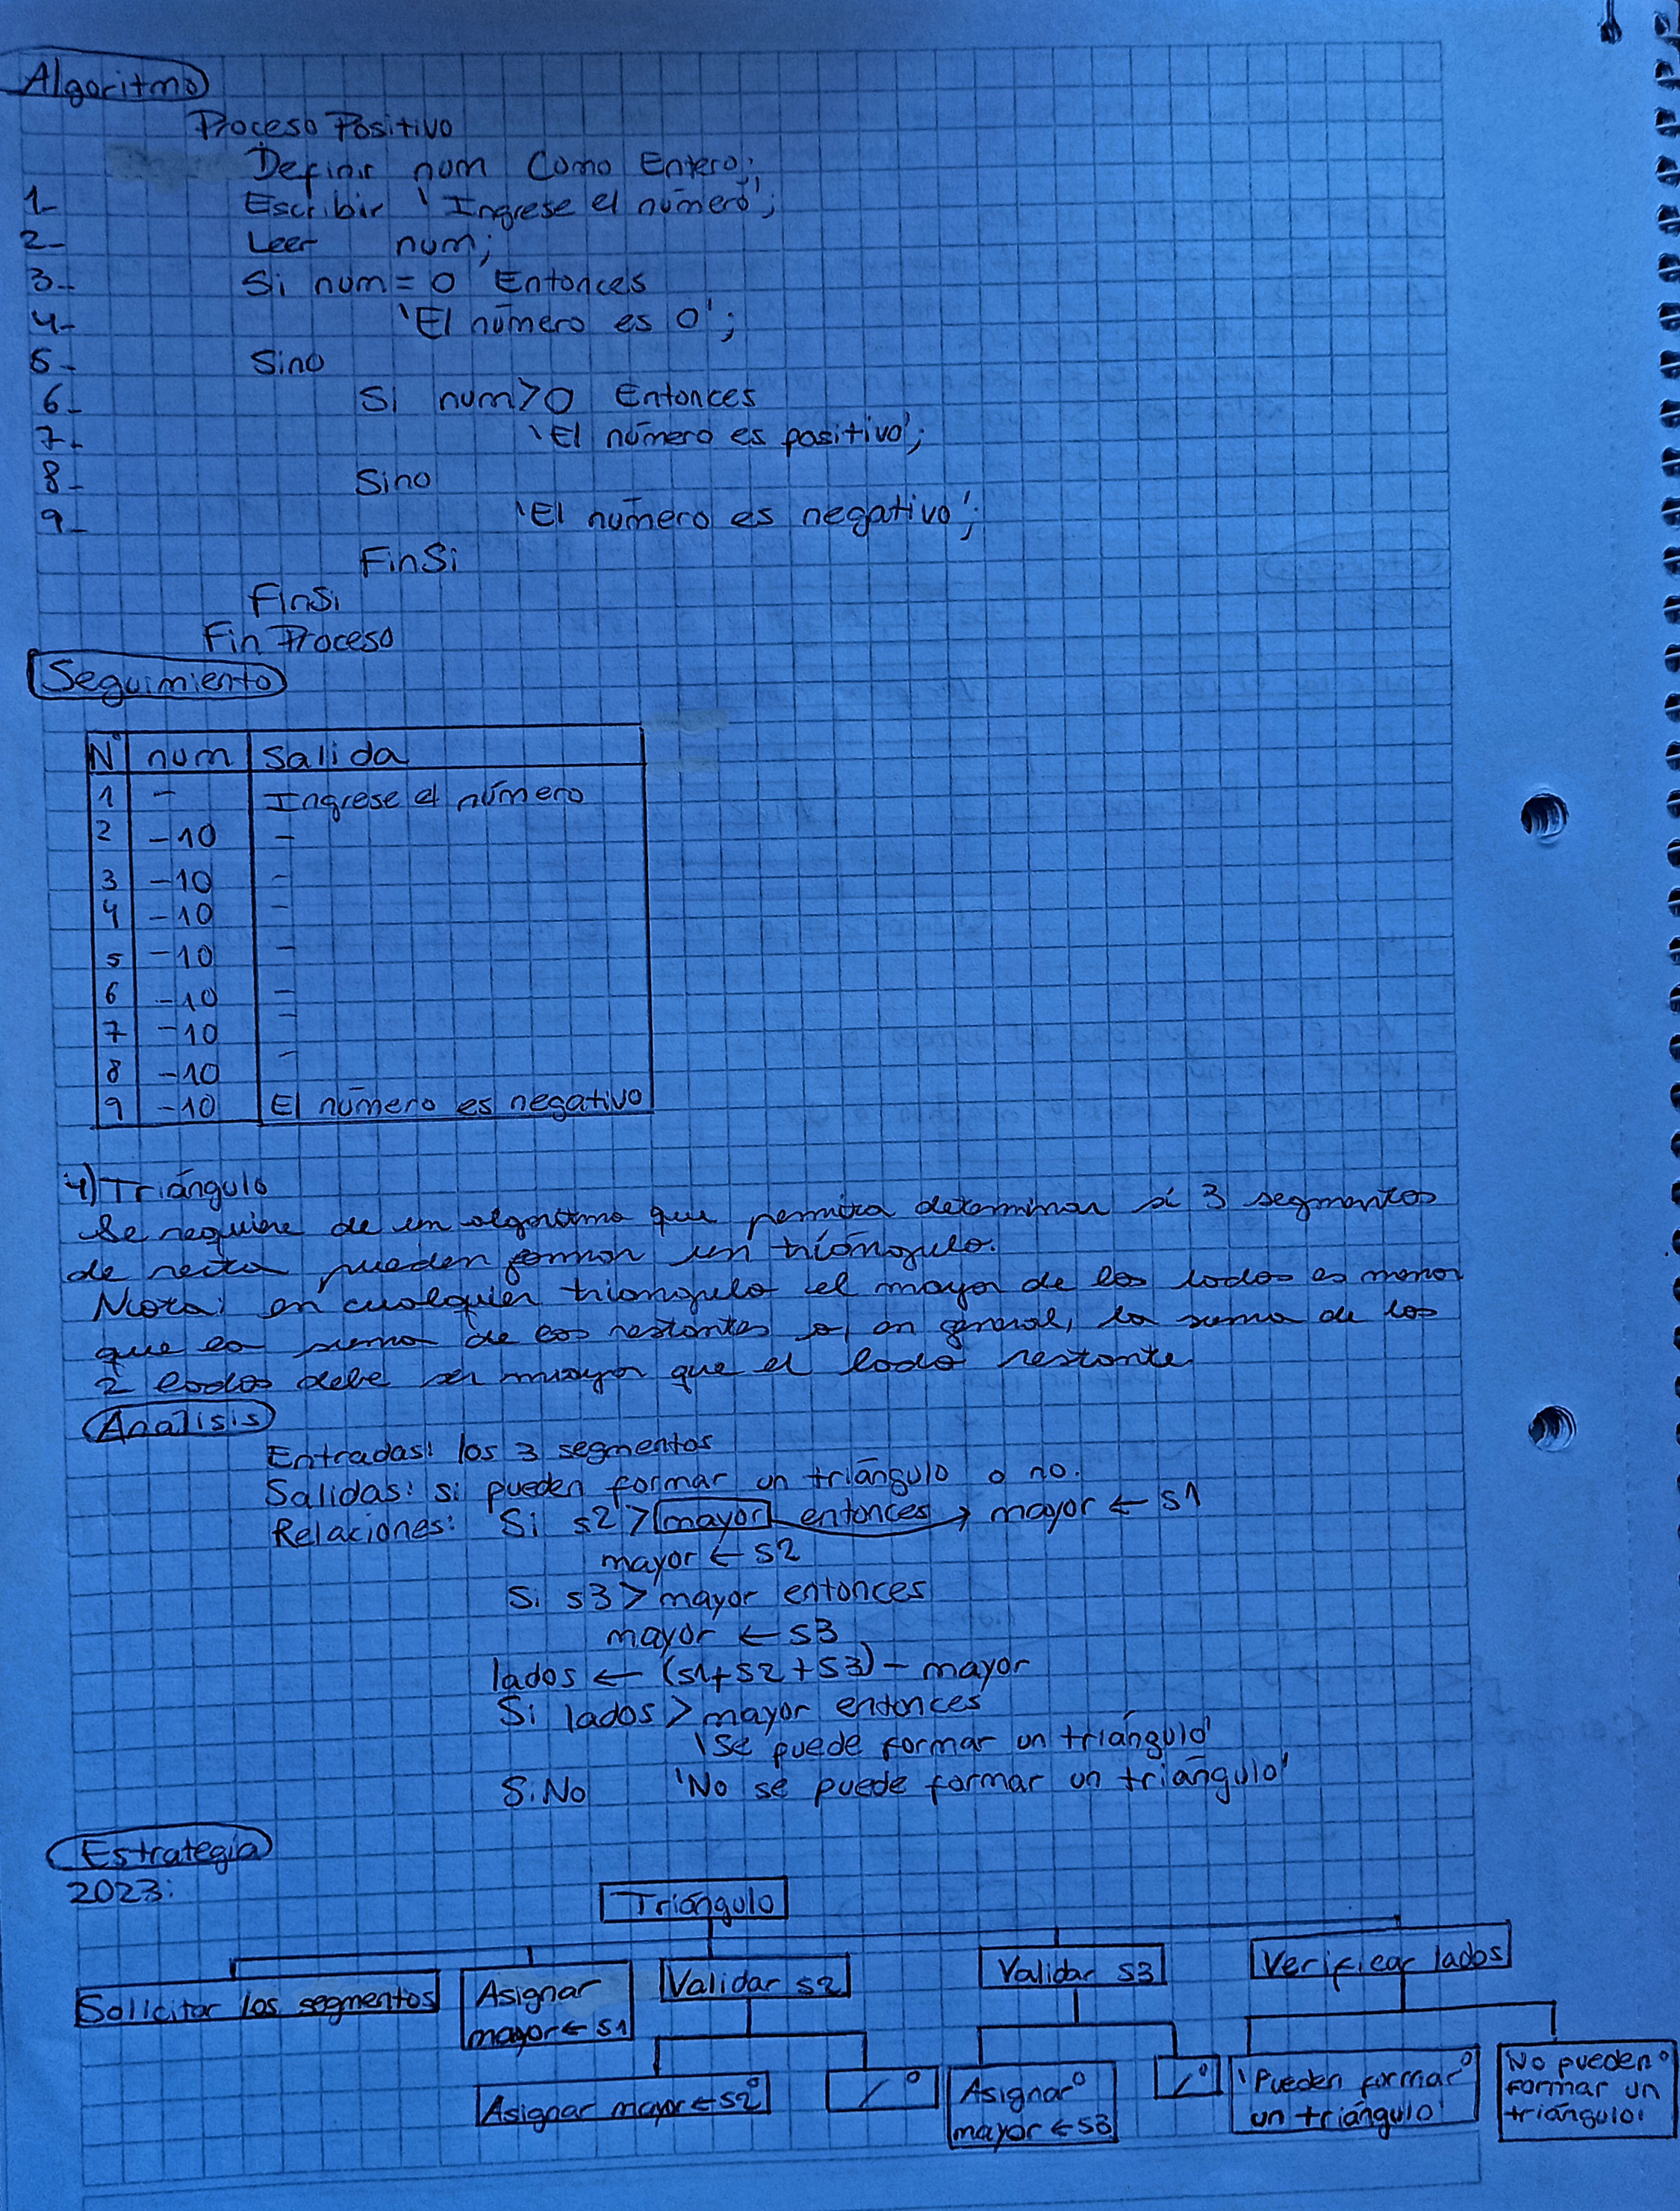 Algoritmo
Proceso Positivo
Definir num Como Entero;
1- Escribir 'Ingrese el número';
2- Leer num;
3- Si num = 0 Entonces
4- 'El número es 0';
5- Sino
6- Si num > 0 Entonces
7- 'El número es positivo';
8- Sino
9- 'El número es negativo';
FinSi
FinSi
Fin Proceso
Seguimiento
N° num Salida
1 - Ingrese el número
2 -10 -
3 -10 -
4 -10 -
5 -10 -
6 -10 -
7 -10 -
8 -10 -
9 -10 El número es negativo
4) Triángulo
Se requiere de un algoritmo que permita determinar si 3 segmentos
de recta pueden formar un triángulo.
Nota: en cualquier triangulo el mayor de los lados es menor
que la suma de los restantes o, en general, la suma de los
2 lados debe ser mayor que el lado restante
Analisis
Entradas: los 3 segmentos
Salidas: si pueden formar un triángulo o no.
Relaciones: Si s2 > mayor entonces → mayor ← s1
mayor ← s2
Si s3 > mayor entonces
mayor ← s3
lados ← (s1+s2+s3) - mayor
Si lados > mayor entonces
'Se puede formar un triángulo'
SiNo 'No se puede formar un triángulo'
Estrategia
2023:
Triángulo
Solicitar los segmentos Asignar mayor ← s1 Validar s2 Validar s3 Verificar lados
Asignar mayor ← s2° / ° Asignar° mayor ← s3 / ° 'Pueden formar° un triángulo' No pueden° formar un triángulo'